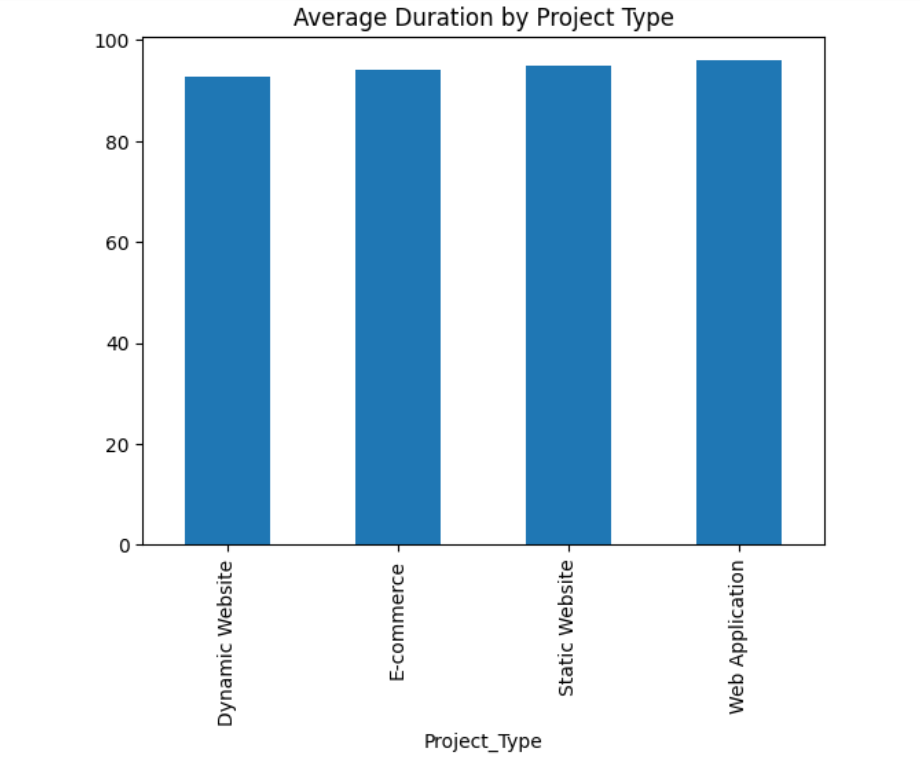 Average Duration by Project Type
100
80
60
40
20
0
Dynamic Website
E-commerce
Static Website
Web Application
Project_Type